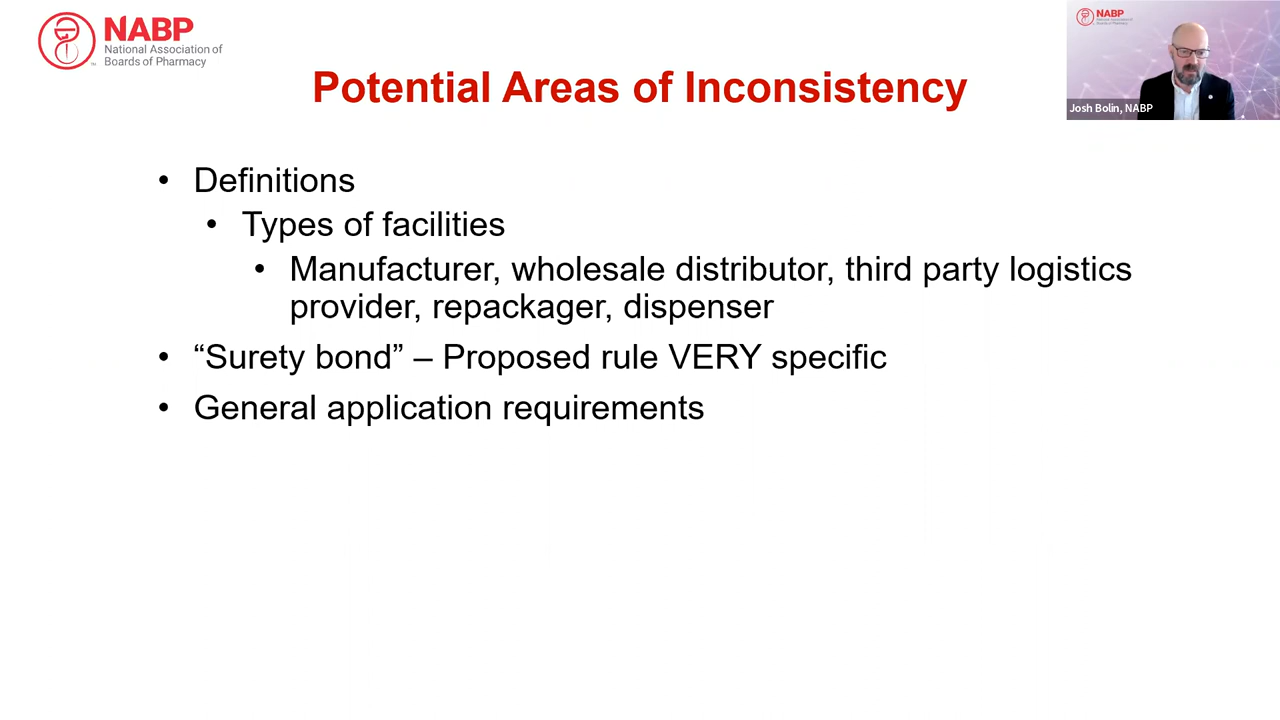 NABP
National Association of
Boards of Pharmacy
Potential Areas of Inconsistency
NABP
Josh Bolin, NABP
• Definitions
• Types of facilities
• Manufacturer, wholesale distributor, third party logistics
provider, repackager, dispenser
• “Surety bond” – Proposed rule VERY specific
• General application requirements